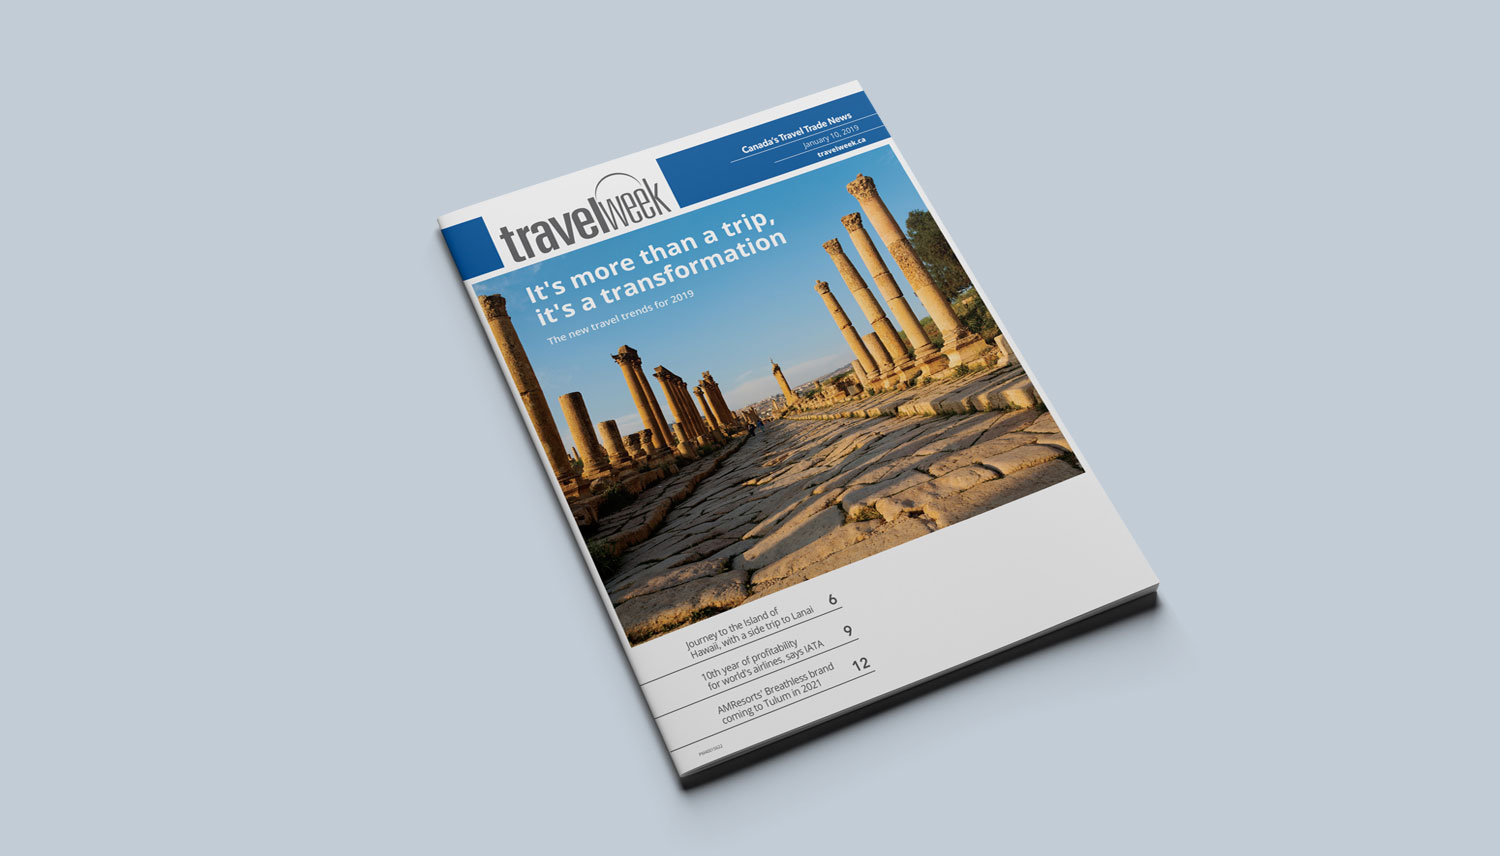 Canada's Travel Trade News
January 10, 2019
travelweek.ca
travelweek
It's more than a trip,
it's a transformation
The new travel trends for 2019
Journey to the Island of
Hawaii, with a side trip to Lanai 6
10th year of profitability
for world's airlines, says IATA 9
AMResorts' Breathless brand
coming to Tulum in 2021 12